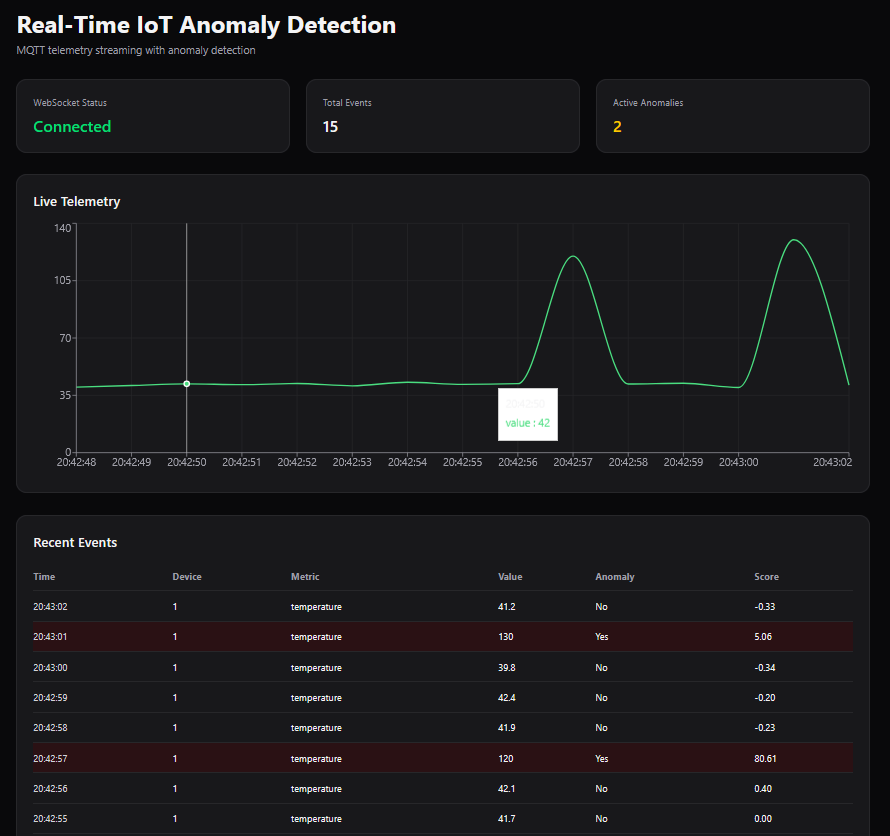 Real-Time IoT Anomaly Detection
MQTT telemetry streaming with anomaly detection
WebSocket Status Total Events Active Anomalies
Connected 15 2
Live Telemetry
140
105
70
35
0
20:42:50
value : 42
20:42:48 20:42:49 20:42:50 20:42:51 20:42:52 20:42:53 20:42:54 20:42:55 20:42:56 20:42:57 20:42:58 20:42:59 20:43:00 20:43:02
Recent Events
Time Device Metric Value Anomaly Score
20:43:02 1 temperature 41.2 No -0.33
20:43:01 1 temperature 130 Yes 5.06
20:43:00 1 temperature 39.8 No -0.34
20:42:59 1 temperature 42.4 No -0.20
20:42:58 1 temperature 41.9 No -0.23
20:42:57 1 temperature 120 Yes 80.61
20:42:56 1 temperature 42.1 No 0.40
20:42:55 1 temperature 41.7 No 0.00